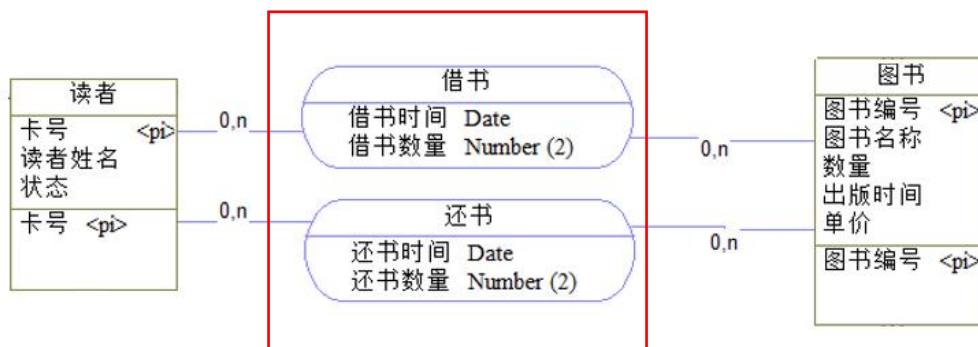 读者
卡号 <pi>
读者姓名
状态
卡号 <pi>
0,n
0,n
借书
借书时间 Date
借书数量 Number (2)
还书
还书时间 Date
还书数量 Number (2)
0,n
0,n
图书
图书编号 <pi>
图书名称
数量
出版时间
单价
图书编号 <pi>